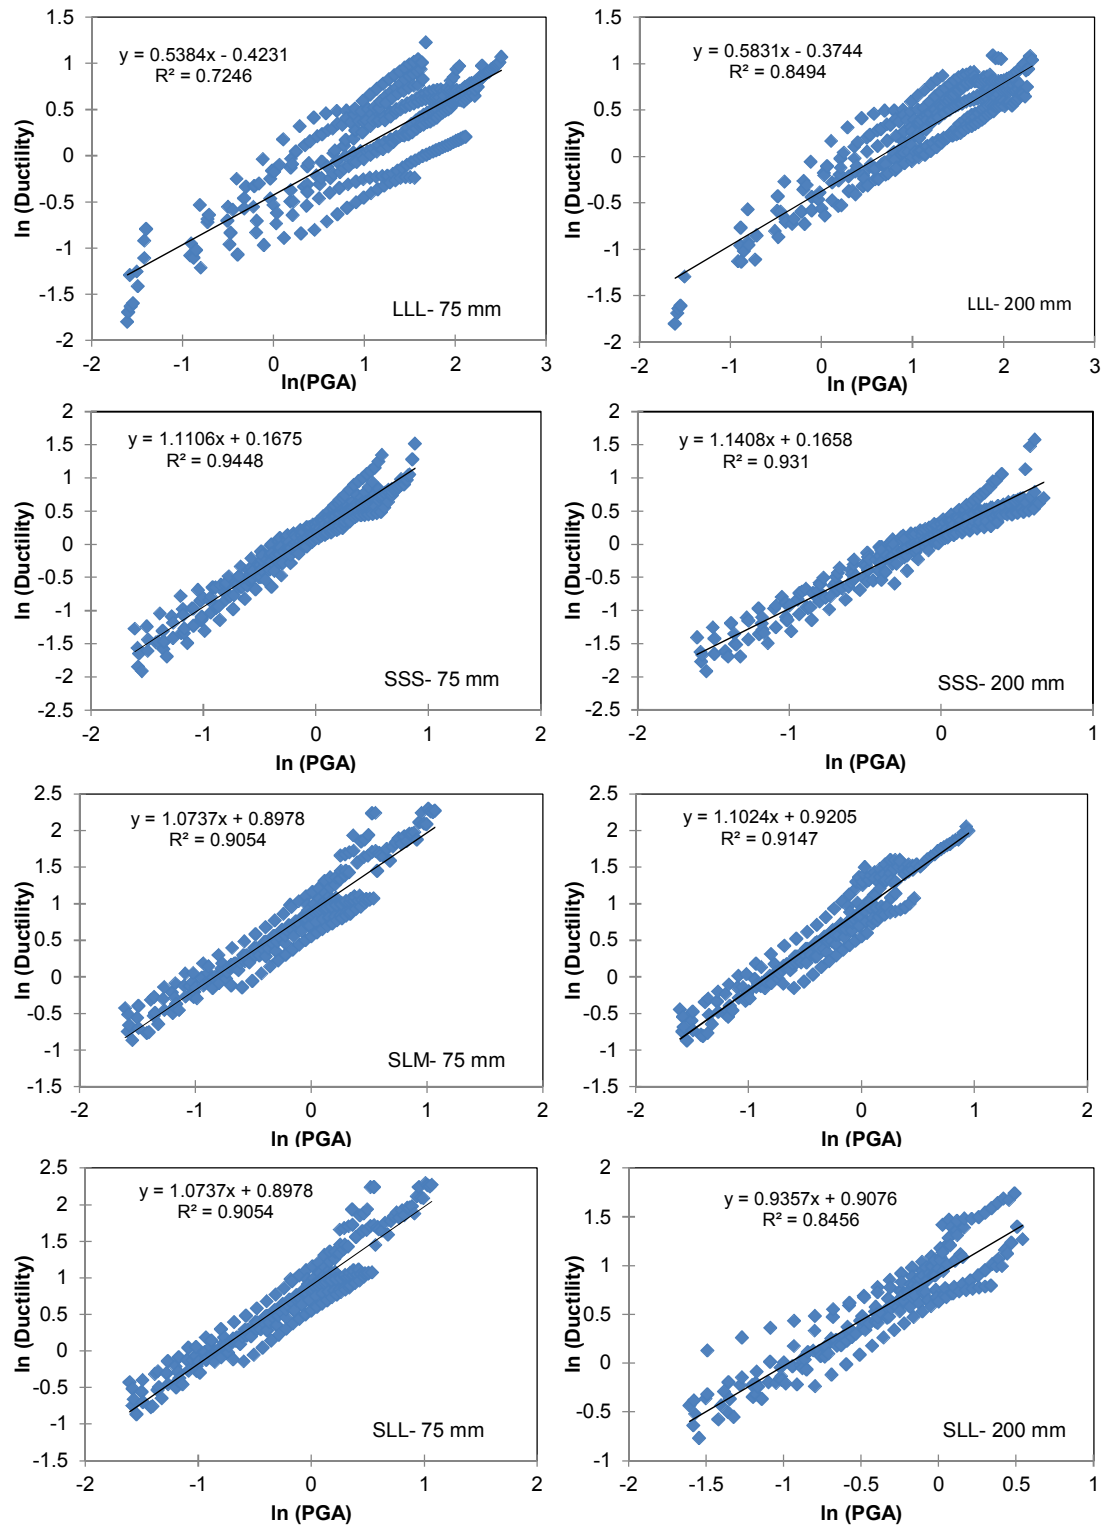 1.5
1
0.5
0
-0.5
-1
-1.5
-2
ln (Ductility)
y = 0.5384x - 0.4231
R² = 0.7246
LLL- 75 mm
-2 -1 0 1 2 3
ln(PGA)
1.5
1
0.5
0
-0.5
-1
-1.5
-2
ln (Ductility)
y = 0.5831x - 0.3744
R² = 0.8494
LLL- 200 mm
-2 -1 0 1 2 3
ln (PGA)
2
1.5
1
0.5
0
-0.5
-1
-1.5
-2
-2.5
ln (Ductility)
y = 1.1106x + 0.1675
R² = 0.9448
SSS- 75 mm
-2 -1 0 1 2
ln (PGA)
2
1.5
1
0.5
0
-0.5
-1
-1.5
-2
-2.5
ln (Ductility)
y = 1.1408x + 0.1658
R² = 0.931
SSS- 200 mm
-2 -1 0 1
ln (PGA)
2.5
2
1.5
1
0.5
0
-0.5
-1
-1.5
ln (Ductility)
y = 1.0737x + 0.8978
R² = 0.9054
SLM- 75 mm
-2 -1 0 1 2
ln (PGA)
2.5
2
1.5
1
0.5
0
-0.5
-1
-1.5
ln (Ductility)
y = 1.1024x + 0.9205
R² = 0.9147
-2 -1 0 1 2
ln (PGA)
2.5
2
1.5
1
0.5
0
-0.5
-1
-1.5
ln (Ductility)
y = 1.0737x + 0.8978
R² = 0.9054
SLL- 75 mm
-2 -1 0 1 2
ln (PGA)
2
1.5
1
0.5
0
-0.5
-1
ln (Ductility)
y = 0.9357x + 0.9076
R² = 0.8456
SLL- 200 mm
-2 -1.5 -1 -0.5 0 0.5 1
ln (PGA)